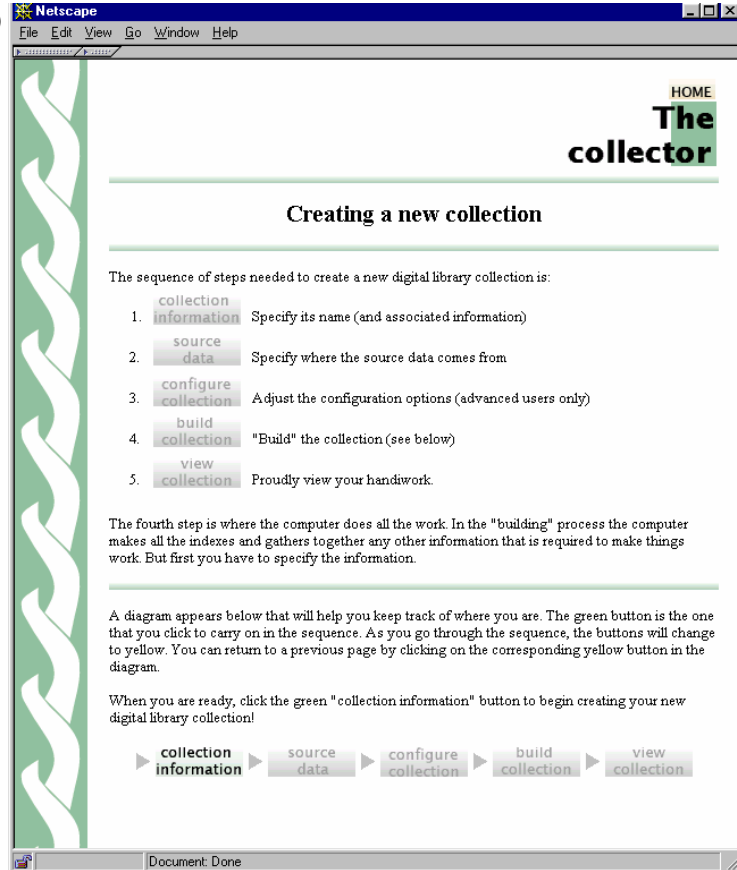 Netscape
File Edit View Go Window Help
HOME
The
collector
Creating a new collection
The sequence of steps needed to create a new digital library collection is:
1. collection information Specify its name (and associated information)
2. source data Specify where the source data comes from
3. configure collection Adjust the configuration options (advanced users only)
4. build collection "Build" the collection (see below)
5. view collection Proudly view your handiwork.
The fourth step is where the computer does all the work. In the "building" process the computer
makes all the indexes and gathers together any other information that is required to make things
work. But first you have to specify the information.
A diagram appears below that will help you keep track of where you are. The green button is the one
that you click to carry on in the sequence. As you go through the sequence, the buttons will change
to yellow. You can return to a previous page by clicking on the corresponding yellow button in the
diagram.
When you are ready, click the green "collection information" button to begin creating your new
digital library collection!
collection information source data configure collection build collection view collection
Document: Done